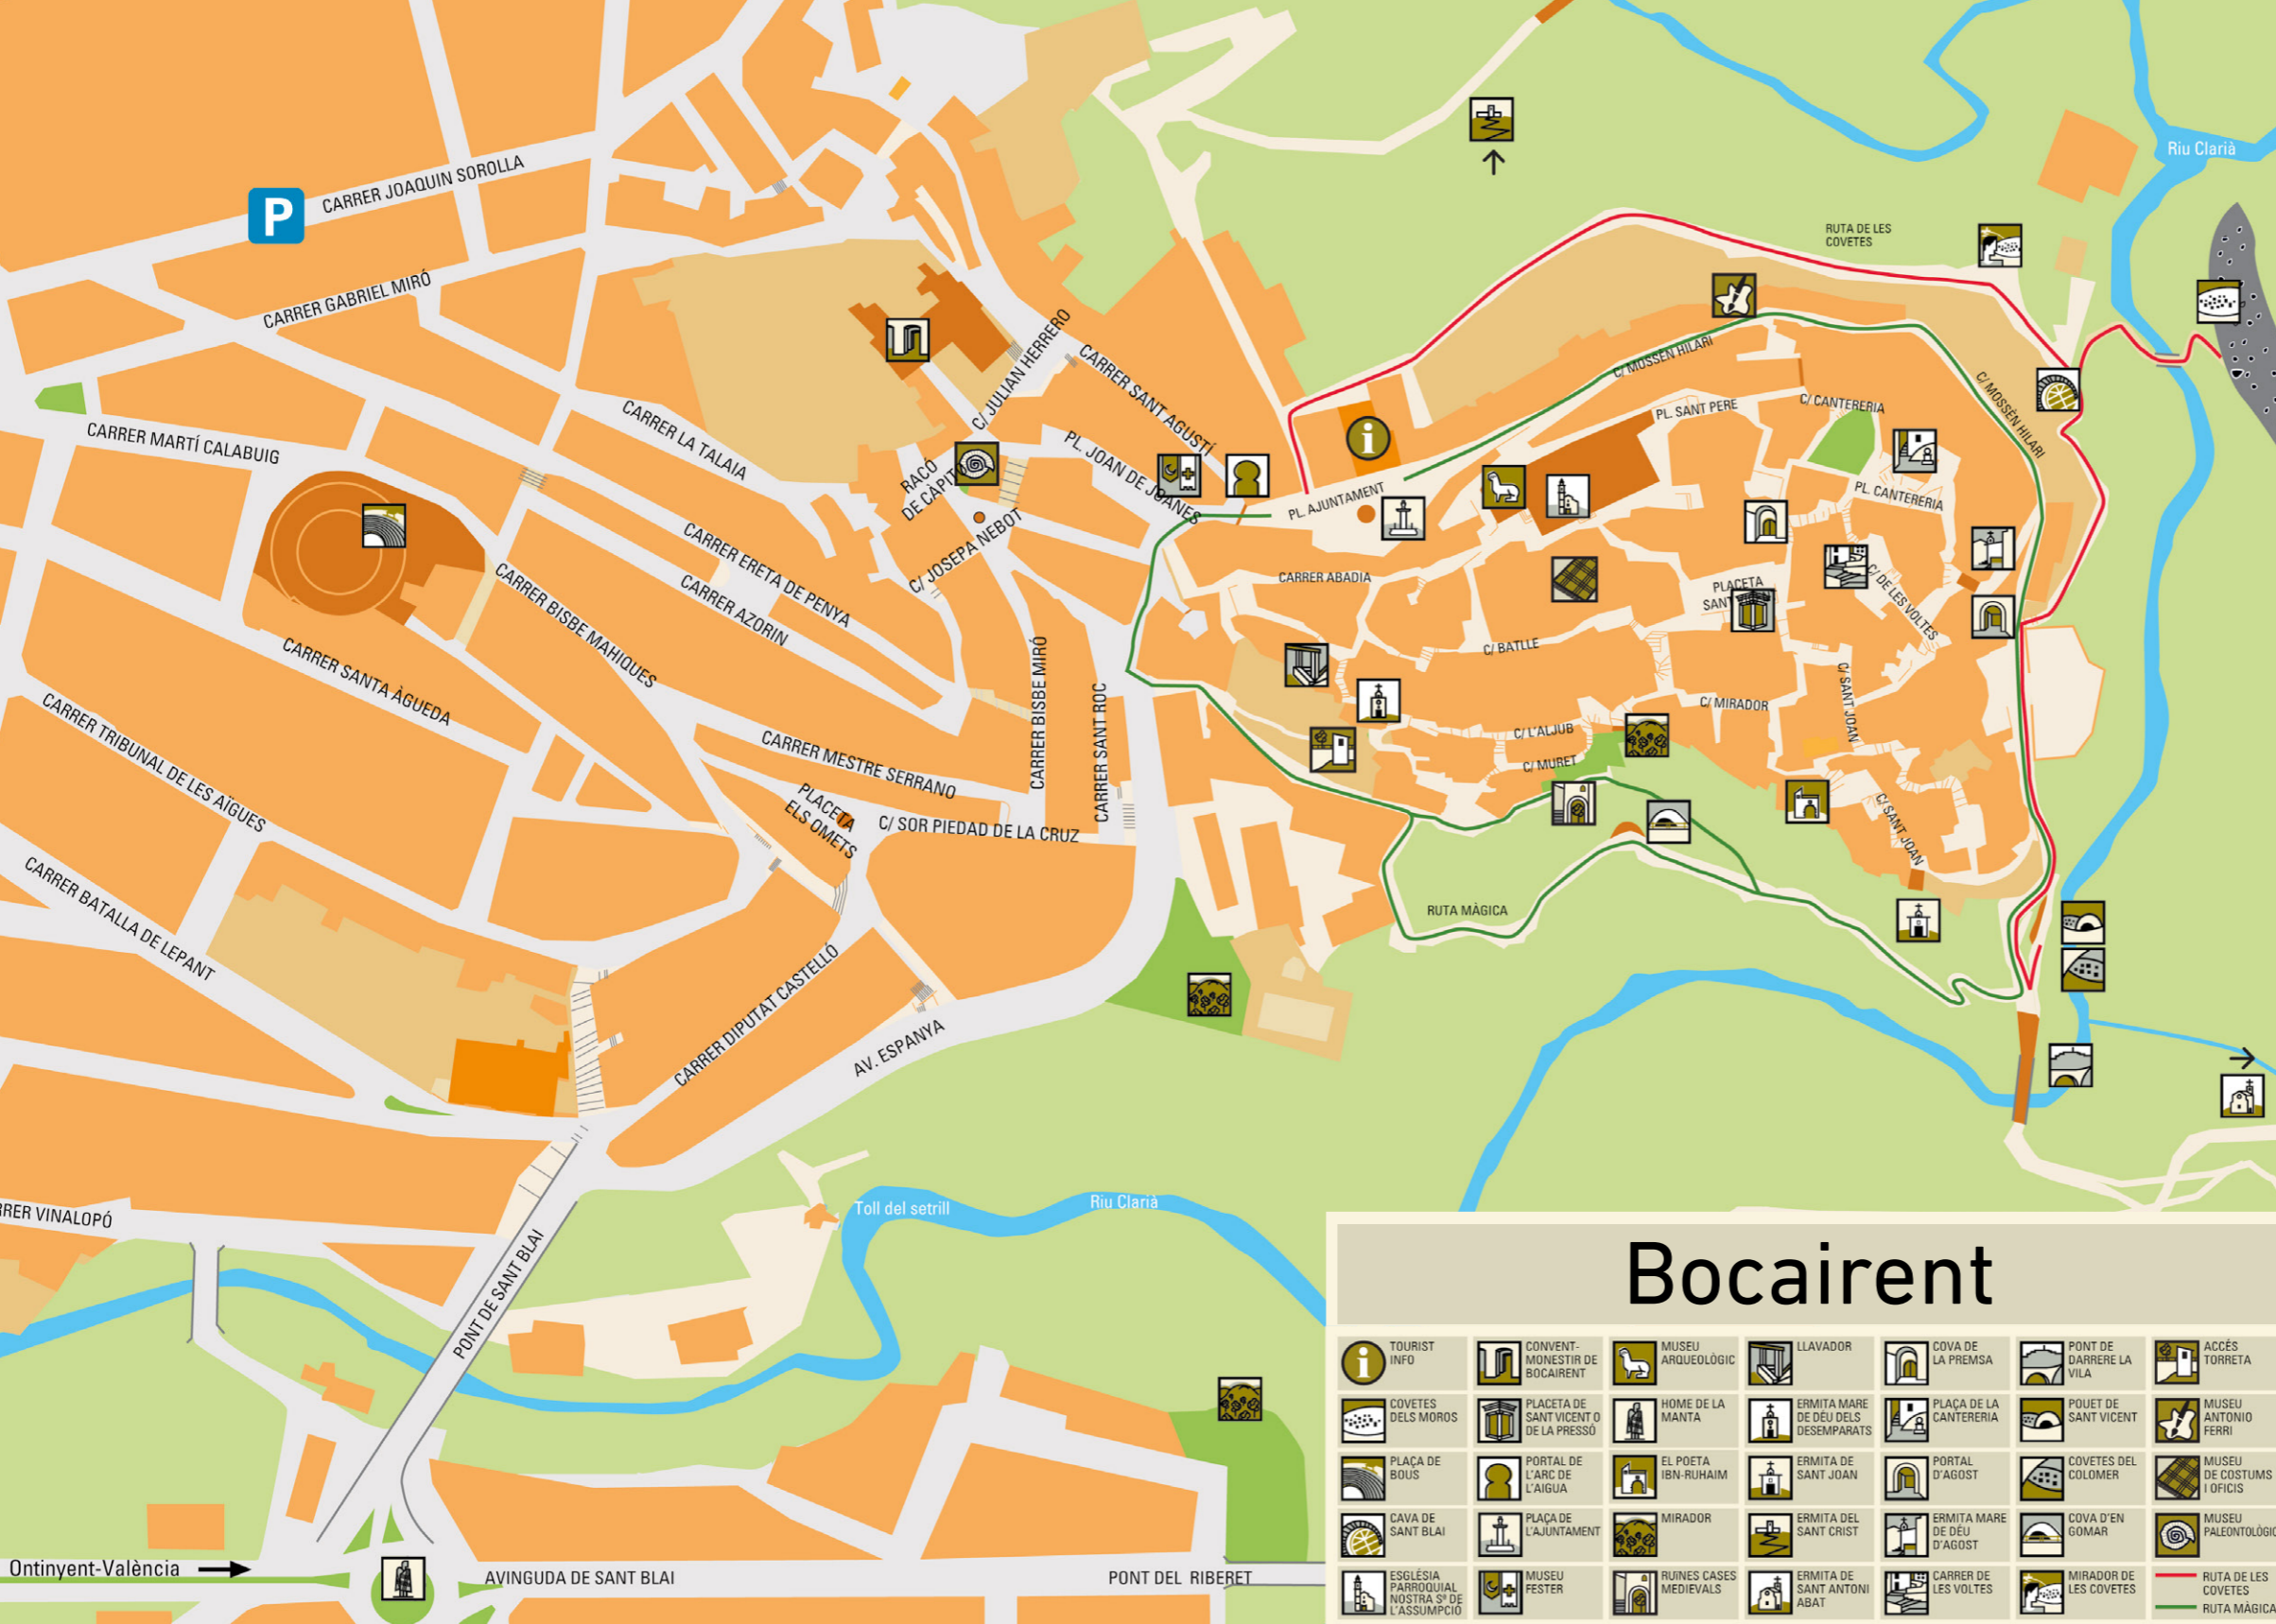 CARRER JOAQUIN SOROLLA
P
CARRER GABRIEL MIRÓ
CARRER MARTÍ CALABUIG
CARRER LA TALAIA
C/ JULIAN HERRERO
CARRER SANT AGUSTÍ
PL. JOAN DE JOANES
RACÓ
C/ JOSEPA NEBOT
CARRER ERETA DE PENYA
CARRER AZORIN
CARRER BISBE MAHIQUES
CARRER SANTA ÀGUEDA
CARRER TRIBUNAL DE LES AÏGUES
CARRER BATALLA DE LEPANT
CARRER MESTRE SERRANO
PLACETA
ELS OMETS
C/ SOR PIEDAD DE LA CRUZ
CARRER BISBE MIRÓ
CARRER SANT ROC
CARRER DIPUTAT CASTELLÓ
AV. ESPANYA
VINALOPÓ
PONT DE SANT BLAI
Toll del setrill
Riu Clarià
Ontinyent-València
AVINGUDA DE SANT BLAI
PONT DEL RIBERET
RUTA DE LES
COVETES
Riu Clarià
i
C/ MOSSÈN HILARI
C/ MOSSÈN HILARI
PL. SANT PERE
C/ CANTERERIA
PL. CANTERERIA
PL. AJUNTAMENT
CARRER ABADIA
PLACETA
SANT
C/ DE LES VOLTES
C/ BATLLE
C/ MIRADOR
C/ SANT JOAN
C/ L'ALJUB
C/ MURET
C/ SANT JOAN
RUTA MÀGICA
Bocairent
i
TOURIST
INFO
CONVENT-
MONESTIR DE
BOCAIRENT
MUSEU
ARQUEOLÒGIC
LLAVADOR
COVA DE
LA PREMSA
PONT DE
DARRERE LA
VILA
ACCÉS
TORRETA
COVETES
DELS MOROS
PLACETA DE
SANT VICENT O
DE LA PRESSÓ
HOME DE LA
MANTA
ERMITA MARE
DE DÉU DELS
DESEMPARATS
PLAÇA DE LA
CANTERERIA
POUET DE
SANT VICENT
MUSEU
ANTONIO
FERRI
PLAÇA DE
BOUS
PORTAL DE
L'ARC DE
L'AIGUA
EL POETA
IBN-RUHAIM
ERMITA DE
SANT JOAN
PORTAL
D'AGOST
COVETES DEL
COLOMER
MUSEU
DE COSTUMS
I OFICIS
CAVA DE
SANT BLAI
PLAÇA DE
L'AJUNTAMENT
MIRADOR
ERMITA DEL
SANT CRIST
ERMITA MARE
DE DÉU
D'AGOST
COVA D'EN
GOMAR
MUSEU
PALEONTOLÒGIC
ESGLÉSIA
PARROQUIAL
NOSTRA Sª DE
L'ASSUMPCIÓ
MUSEU
FESTER
RUINES CASES
MEDIEVALS
ERMITA DE
SANT ANTONI
ABAT
CARRER DE
LES VOLTES
MIRADOR DE
LES COVETES
RUTA DE LES
COVETES
RUTA MÀGICA